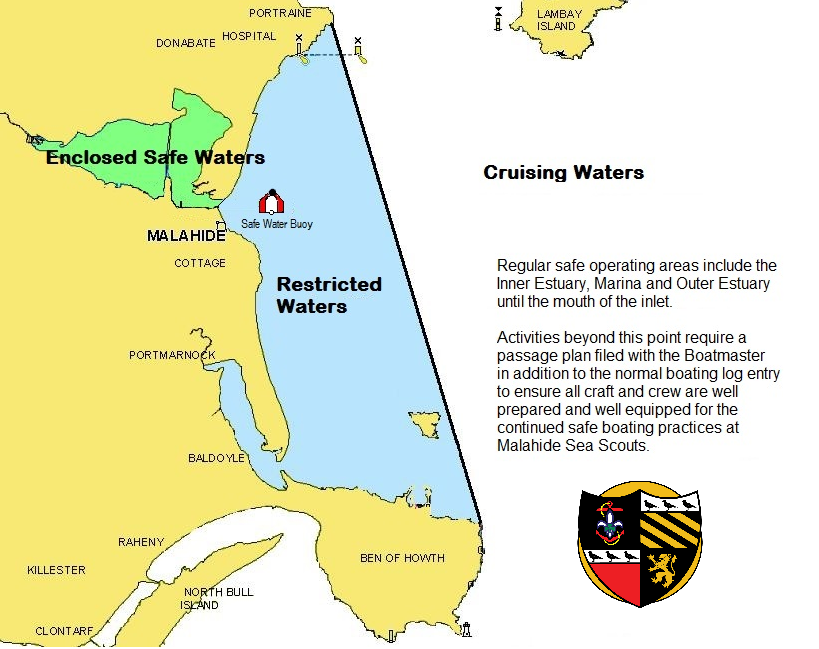 PORTRAINE
HOSPITAL
DONABATE
LAMBAY
ISLAND
Enclosed Safe Waters
Cruising Waters
Safe Water Buoy
MALAHIDE
COTTAGE
Restricted
Waters
Regular safe operating areas include the
Inner Estuary, Marina and Outer Estuary
until the mouth of the inlet.
Activities beyond this point require a
passage plan filed with the Boatmaster
in addition to the normal boating log entry
to ensure all craft and crew are well
prepared and well equipped for the
continued safe boating practices at
Malahide Sea Scouts.
PORTMARNOCK
BALDOYLE
RAHENY
BEN OF HOWTH
KILLESTER
NORTH BULL
ISLAND
CLONTARF